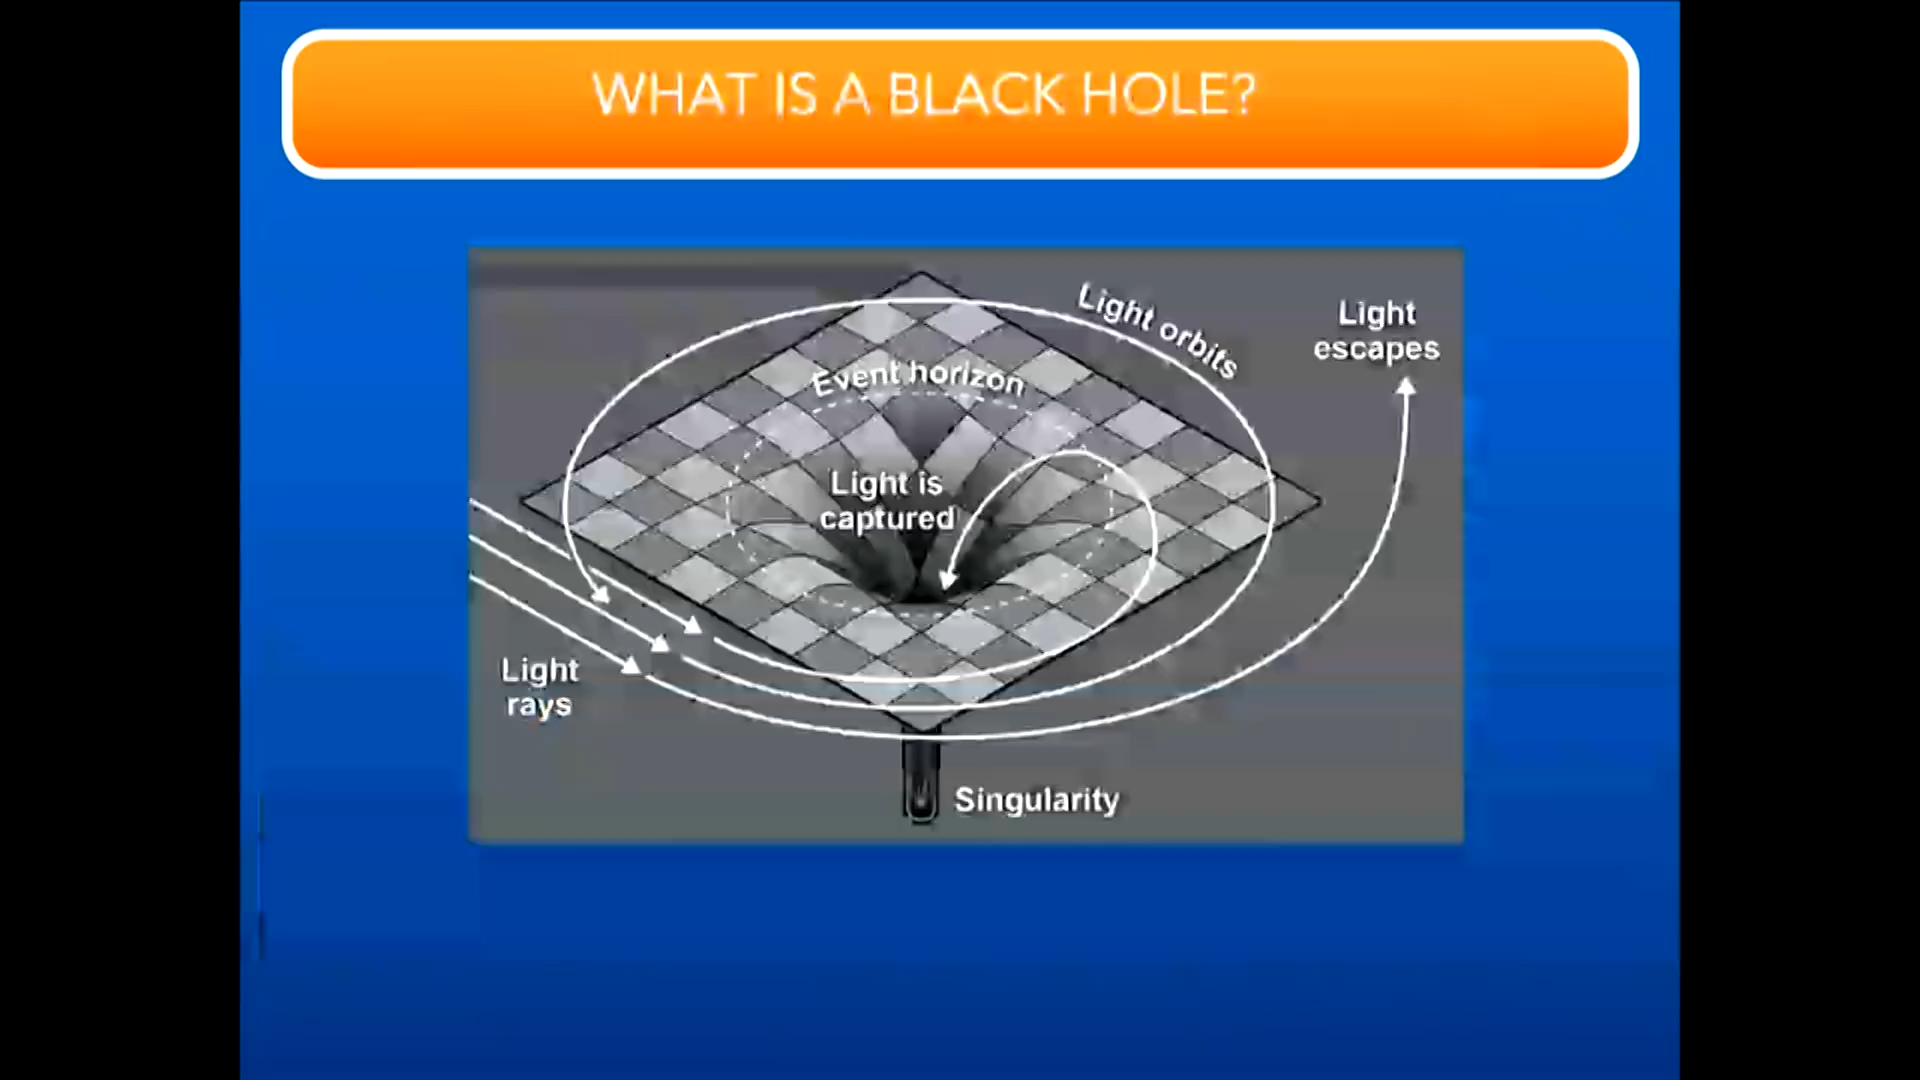 WHAT IS A BLACK HOLE?
Light orbits
Light
escapes
Event horizon
Light is
captured
Light
rays
Singularity